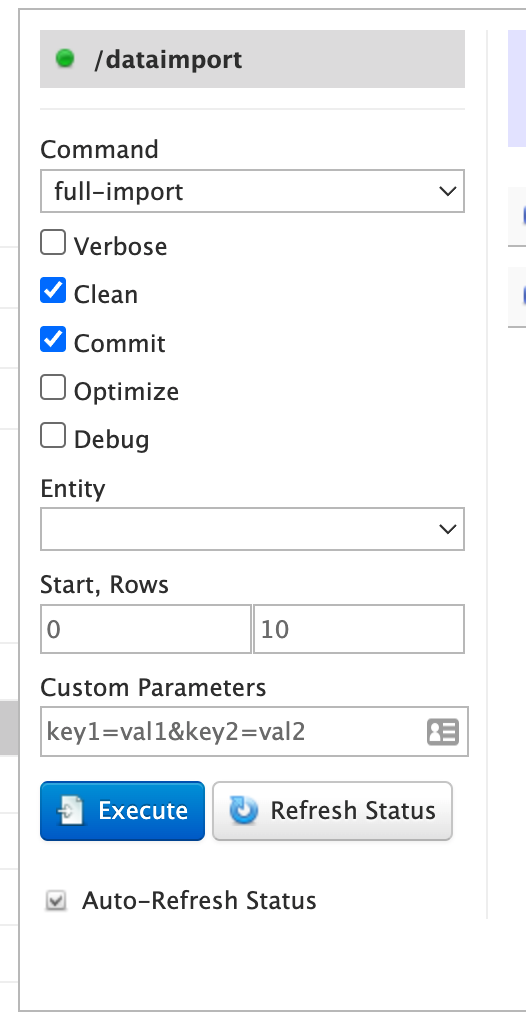 /dataimport
Command
full-import
Verbose
Clean
Commit
Optimize
Debug
Entity
Start, Rows
0 10
Custom Parameters
key1=val1&key2=val2
Execute Refresh Status
Auto-Refresh Status